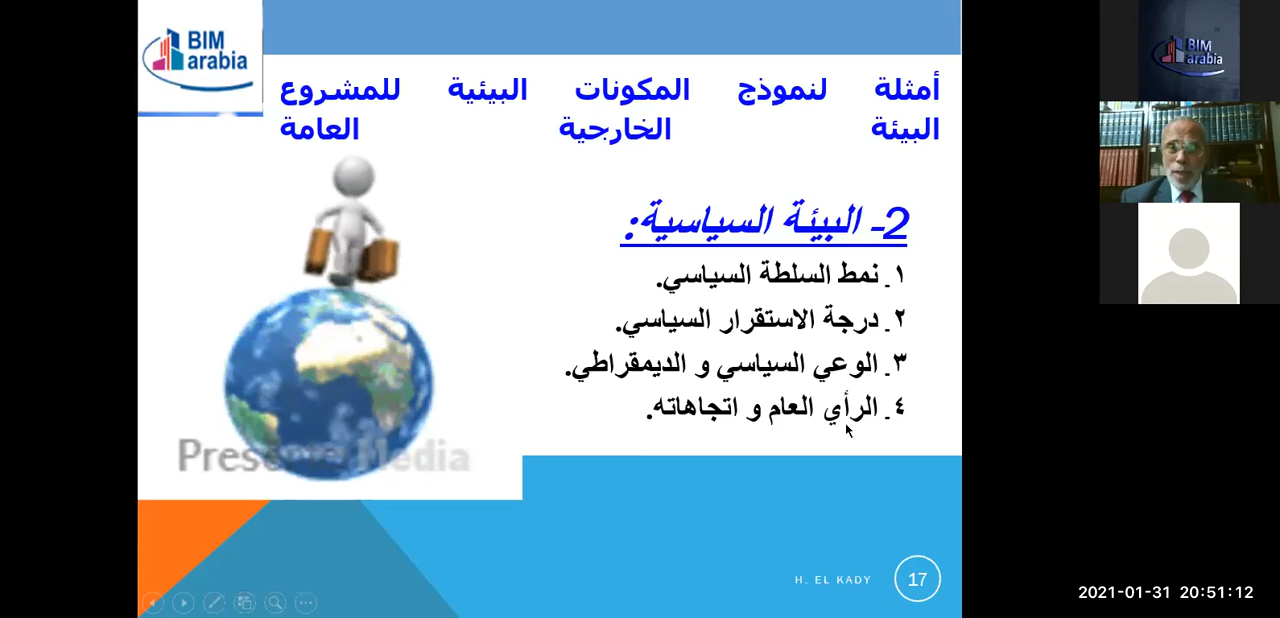 BIM
arabia
أمثلة لنموذج المكونات البيئية للمشروع
البيئة الخارجية العامة
2- البيئة السياسية:
١- نمط السلطة السياسي.
٢- درجة الاستقرار السياسي.
٣- الوعي السياسي و الديمقراطي.
٤- الرأي العام و اتجاهاته.
H. EL KADY
17
BIM
arabia
2021-01-31 20:51:12